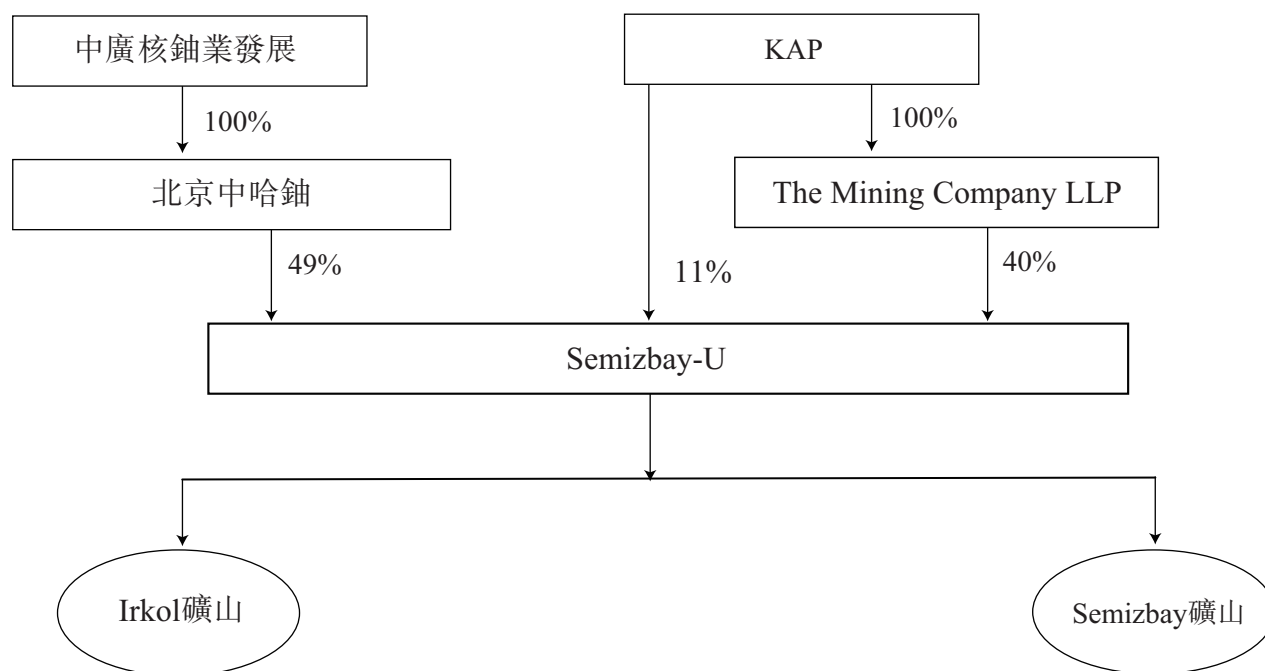 中廣核鈾業發展
KAP
100%
100%
北京中哈鈾
The Mining Company LLP
49%
11%
40%
Semizbay-U
Irkol礦山
Semizbay礦山